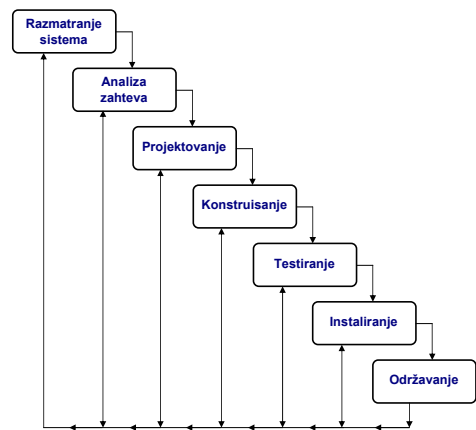 Razmatranje
sistema
Analiza
zahteva
Projektovanje
Konstruisanje
Testiranje
Instaliranje
Održavanje